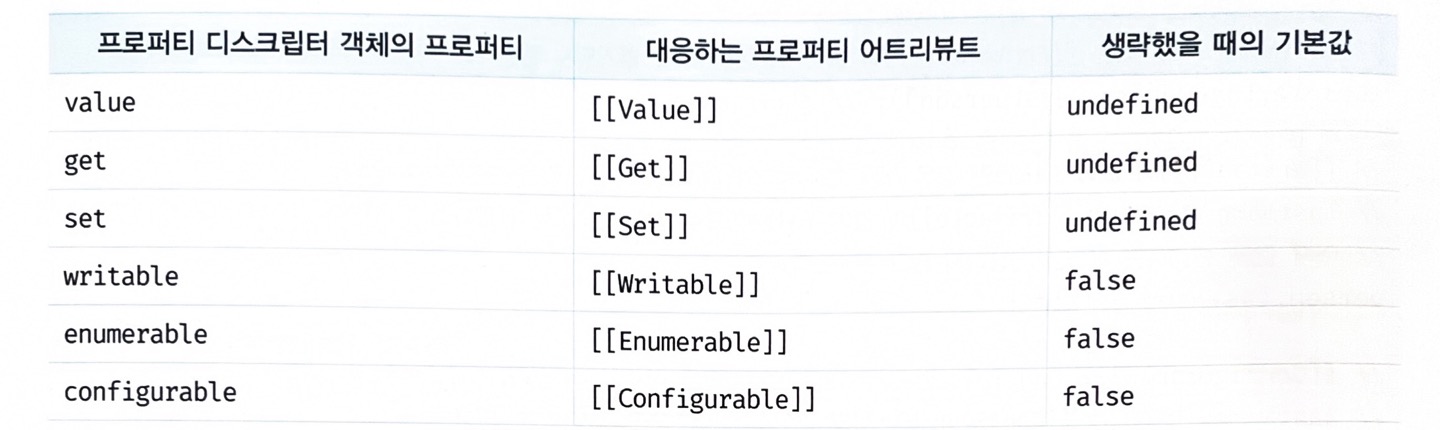 프로퍼티 디스크립터 객체의 프로퍼티 대응하는 프로퍼티 어트리뷰트 생략했을 때의 기본값
value [[Value]] undefined
get [[Get]] undefined
set [[Set]] undefined
writable [[Writable]] false
enumerable [[Enumerable]] false
configurable [[Configurable]] false